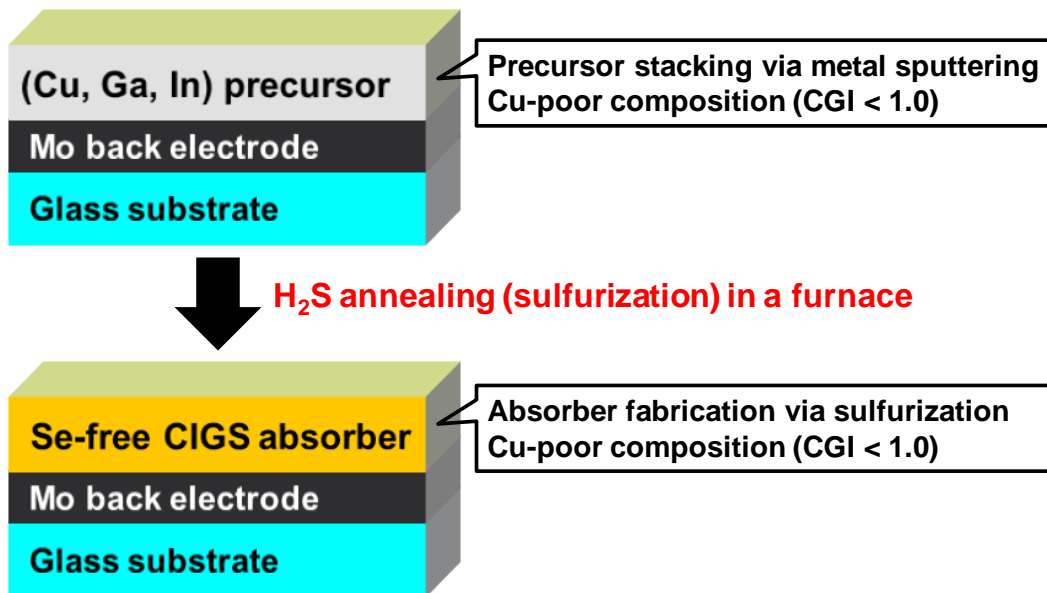 (Cu, Ga, In) precursor
Mo back electrode
Glass substrate
Precursor stacking via metal sputtering
Cu-poor composition (CGI < 1.0)
H₂S annealing (sulfurization) in a furnace
Se-free CIGS absorber
Mo back electrode
Glass substrate
Absorber fabrication via sulfurization
Cu-poor composition (CGI < 1.0)